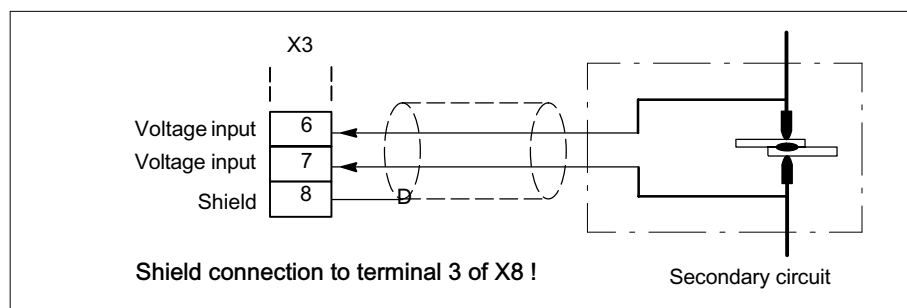 X3
Voltage input 6
Voltage input 7
Shield 8
D
Shield connection to terminal 3 of X8 !
Secondary circuit